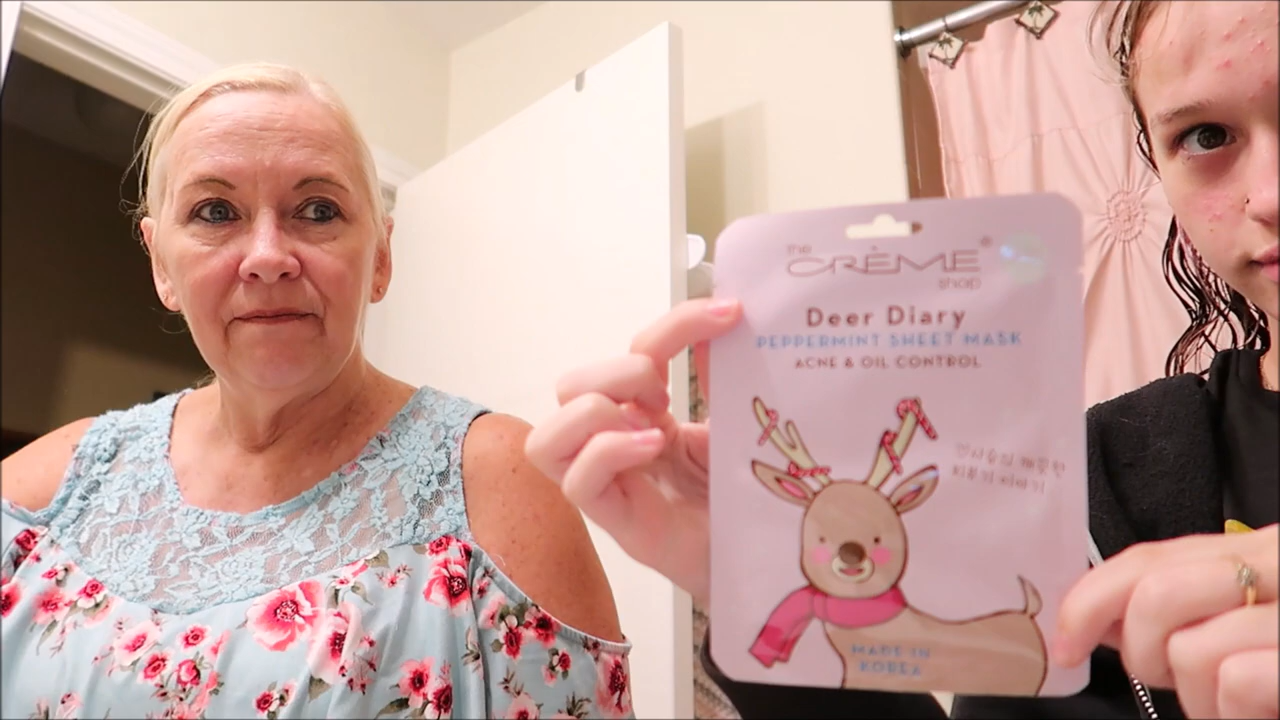 the
CRÈME®
shop
Deer Diary
PEPPERMINT SHEET MASK
ACNE & OIL CONTROL
MADE IN
KOREA